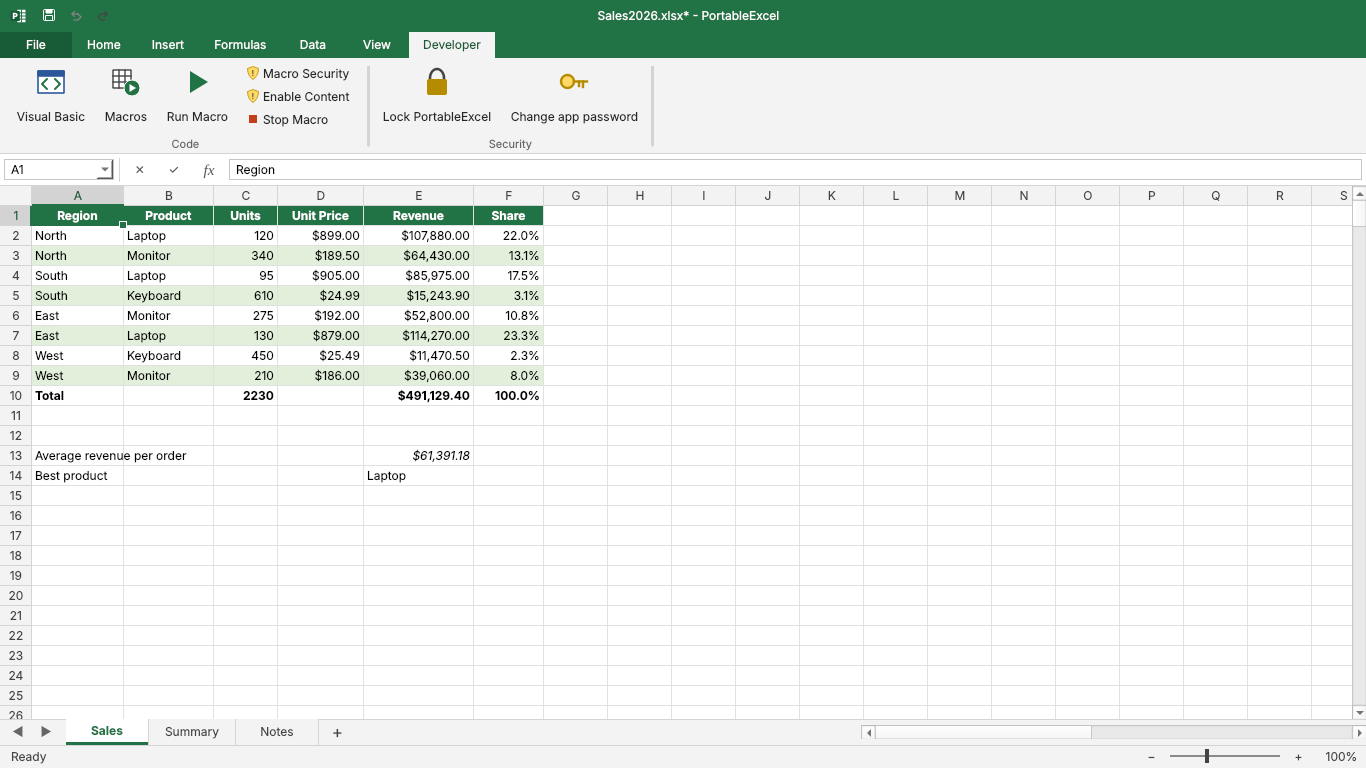 Sales2026.xlsx* - PortableExcel
File Home Insert Formulas Data View Developer
Visual Basic Macros Run Macro Macro Security Enable Content Stop Macro Lock PortableExcel Change app password
Code Security
A1 fx Region
A B C D E F G H I J K L M N O P Q R S
1 Region Product Units Unit Price Revenue Share
2 North Laptop 120 $899.00 $107,880.00 22.0%
3 North Monitor 340 $189.50 $64,430.00 13.1%
4 South Laptop 95 $905.00 $85,975.00 17.5%
5 South Keyboard 610 $24.99 $15,243.90 3.1%
6 East Monitor 275 $192.00 $52,800.00 10.8%
7 East Laptop 130 $879.00 $114,270.00 23.3%
8 West Keyboard 450 $25.49 $11,470.50 2.3%
9 West Monitor 210 $186.00 $39,060.00 8.0%
10 Total 2230 $491,129.40 100.0%
11
12
13 Average revenue per order $61,391.18
14 Best product Laptop
15
16
17
18
19
20
21
22
23
24
25
26
Sales Summary Notes +
Ready − + 100%